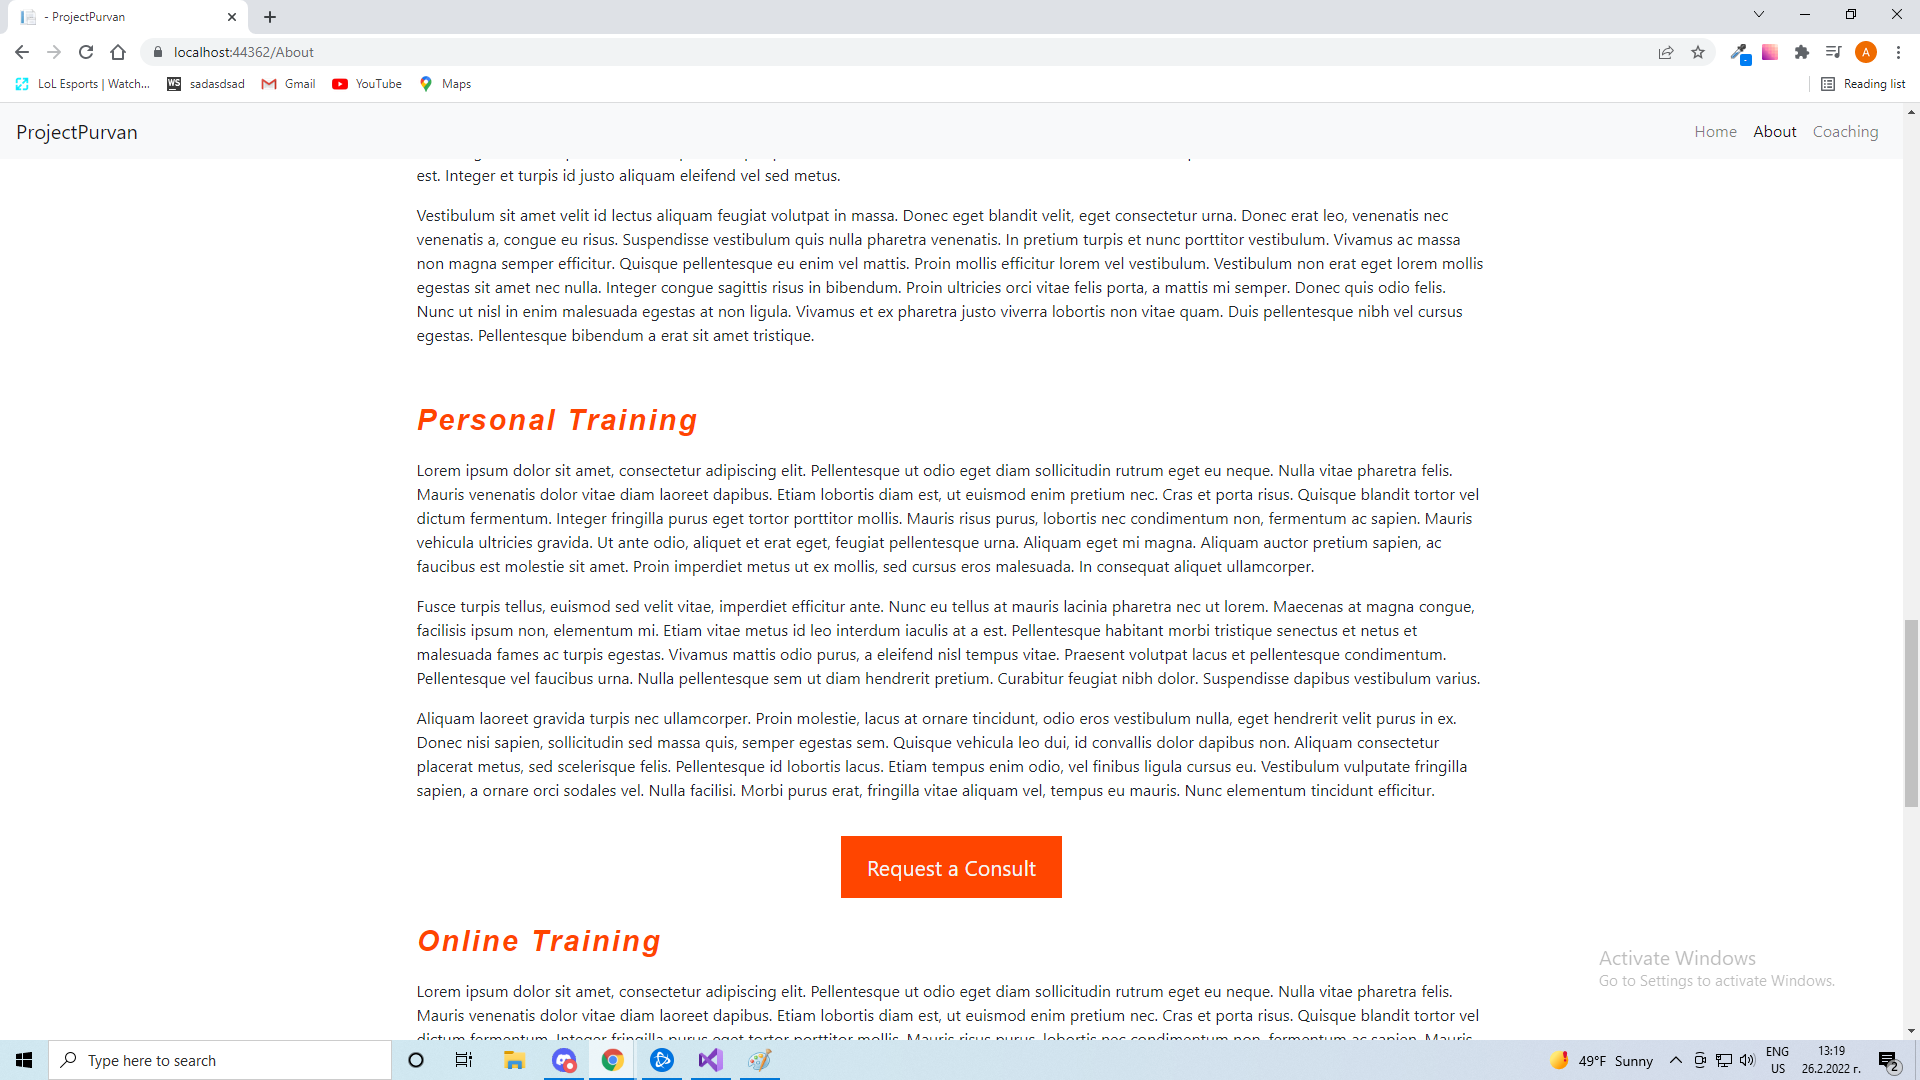 - ProjectPurvan
localhost:44362/About
LoL Esports | Watch...
WS sadasdsad
Gmail
YouTube
Maps
Reading list
A
ProjectPurvan
Home About Coaching
est. Integer et turpis id justo aliquam eleifend vel sed metus.
Vestibulum sit amet velit id lectus aliquam feugiat volutpat in massa. Donec eget blandit velit, eget consectetur urna. Donec erat leo, venenatis nec
venenatis a, congue eu risus. Suspendisse vestibulum quis nulla pharetra venenatis. In pretium turpis et nunc porttitor vestibulum. Vivamus ac massa
non magna semper efficitur. Quisque pellentesque eu enim vel mattis. Proin mollis efficitur lorem vel vestibulum. Vestibulum non erat eget lorem mollis
egestas sit amet nec nulla. Integer congue sagittis risus in bibendum. Proin ultricies orci vitae felis porta, a mattis mi semper. Donec quis odio felis.
Nunc ut nisl in enim malesuada egestas at non ligula. Vivamus et ex pharetra justo viverra lobortis non vitae quam. Duis pellentesque nibh vel cursus
egestas. Pellentesque bibendum a erat sit amet tristique.
Personal Training
Lorem ipsum dolor sit amet, consectetur adipiscing elit. Pellentesque ut odio eget diam sollicitudin rutrum eget eu neque. Nulla vitae pharetra felis.
Mauris venenatis dolor vitae diam laoreet dapibus. Etiam lobortis diam est, ut euismod enim pretium nec. Cras et porta risus. Quisque blandit tortor vel
dictum fermentum. Integer fringilla purus eget tortor porttitor mollis. Mauris risus purus, lobortis nec condimentum non, fermentum ac sapien. Mauris
vehicula ultricies gravida. Ut ante odio, aliquet et erat eget, feugiat pellentesque urna. Aliquam eget mi magna. Aliquam auctor pretium sapien, ac
faucibus est molestie sit amet. Proin imperdiet metus ut ex mollis, sed cursus eros malesuada. In consequat aliquet ullamcorper.
Fusce turpis tellus, euismod sed velit vitae, imperdiet efficitur ante. Nunc eu tellus at mauris lacinia pharetra nec ut lorem. Maecenas at magna congue,
facilisis ipsum non, elementum mi. Etiam vitae metus id leo interdum iaculis at a est. Pellentesque habitant morbi tristique senectus et netus et
malesuada fames ac turpis egestas. Vivamus mattis odio purus, a eleifend nisl tempus vitae. Praesent volutpat lacus et pellentesque condimentum.
Pellentesque vel faucibus urna. Nulla pellentesque sem ut diam hendrerit pretium. Curabitur feugiat nibh dolor. Suspendisse dapibus vestibulum varius.
Aliquam laoreet gravida turpis nec ullamcorper. Proin molestie, lacus at ornare tincidunt, odio eros vestibulum nulla, eget hendrerit velit purus in ex.
Donec nisi sapien, sollicitudin sed massa quis, semper egestas sem. Quisque vehicula leo dui, id convallis dolor dapibus non. Aliquam consectetur
placerat metus, sed scelerisque felis. Pellentesque id lobortis lacus. Etiam tempus enim odio, vel finibus ligula cursus eu. Vestibulum vulputate fringilla
sapien, a ornare orci sodales vel. Nulla facilisi. Morbi purus erat, fringilla vitae aliquam vel, tempus eu mauris. Nunc elementum tincidunt efficitur.
Request a Consult
Online Training
Lorem ipsum dolor sit amet, consectetur adipiscing elit. Pellentesque ut odio eget diam sollicitudin rutrum eget eu neque. Nulla vitae pharetra felis.
Mauris venenatis dolor vitae diam laoreet dapibus. Etiam lobortis diam est, ut euismod enim pretium nec. Cras et porta risus. Quisque blandit tortor vel
dictum fermentum. Integer fringilla purus eget tortor porttitor mollis. Mauris risus purus, lobortis nec condimentum non, fermentum ac sapien. Mauris
Activate Windows
Go to Settings to activate Windows.
Type here to search
49°F Sunny
ENG
US
13:19
26.2.2022 г.
2